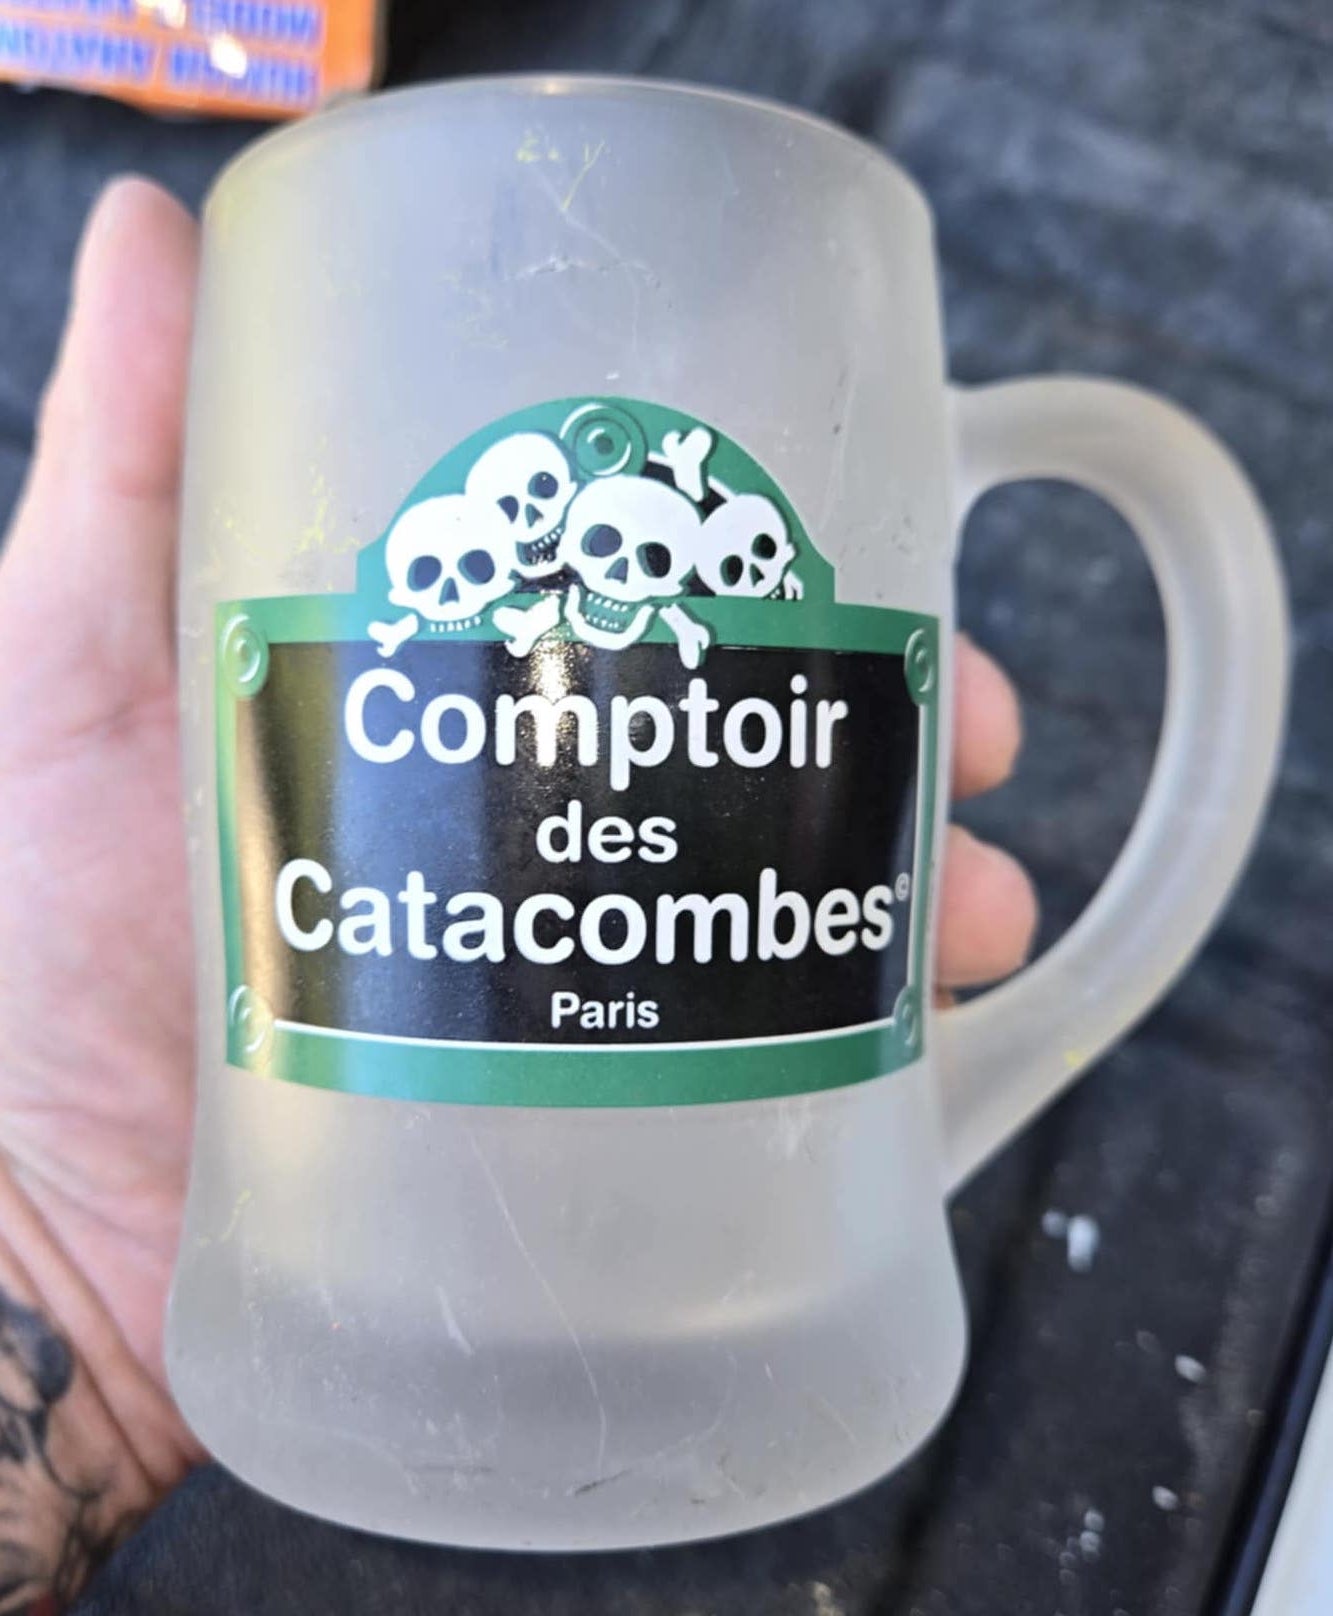 Comptoir
des
Catacombes©
Paris